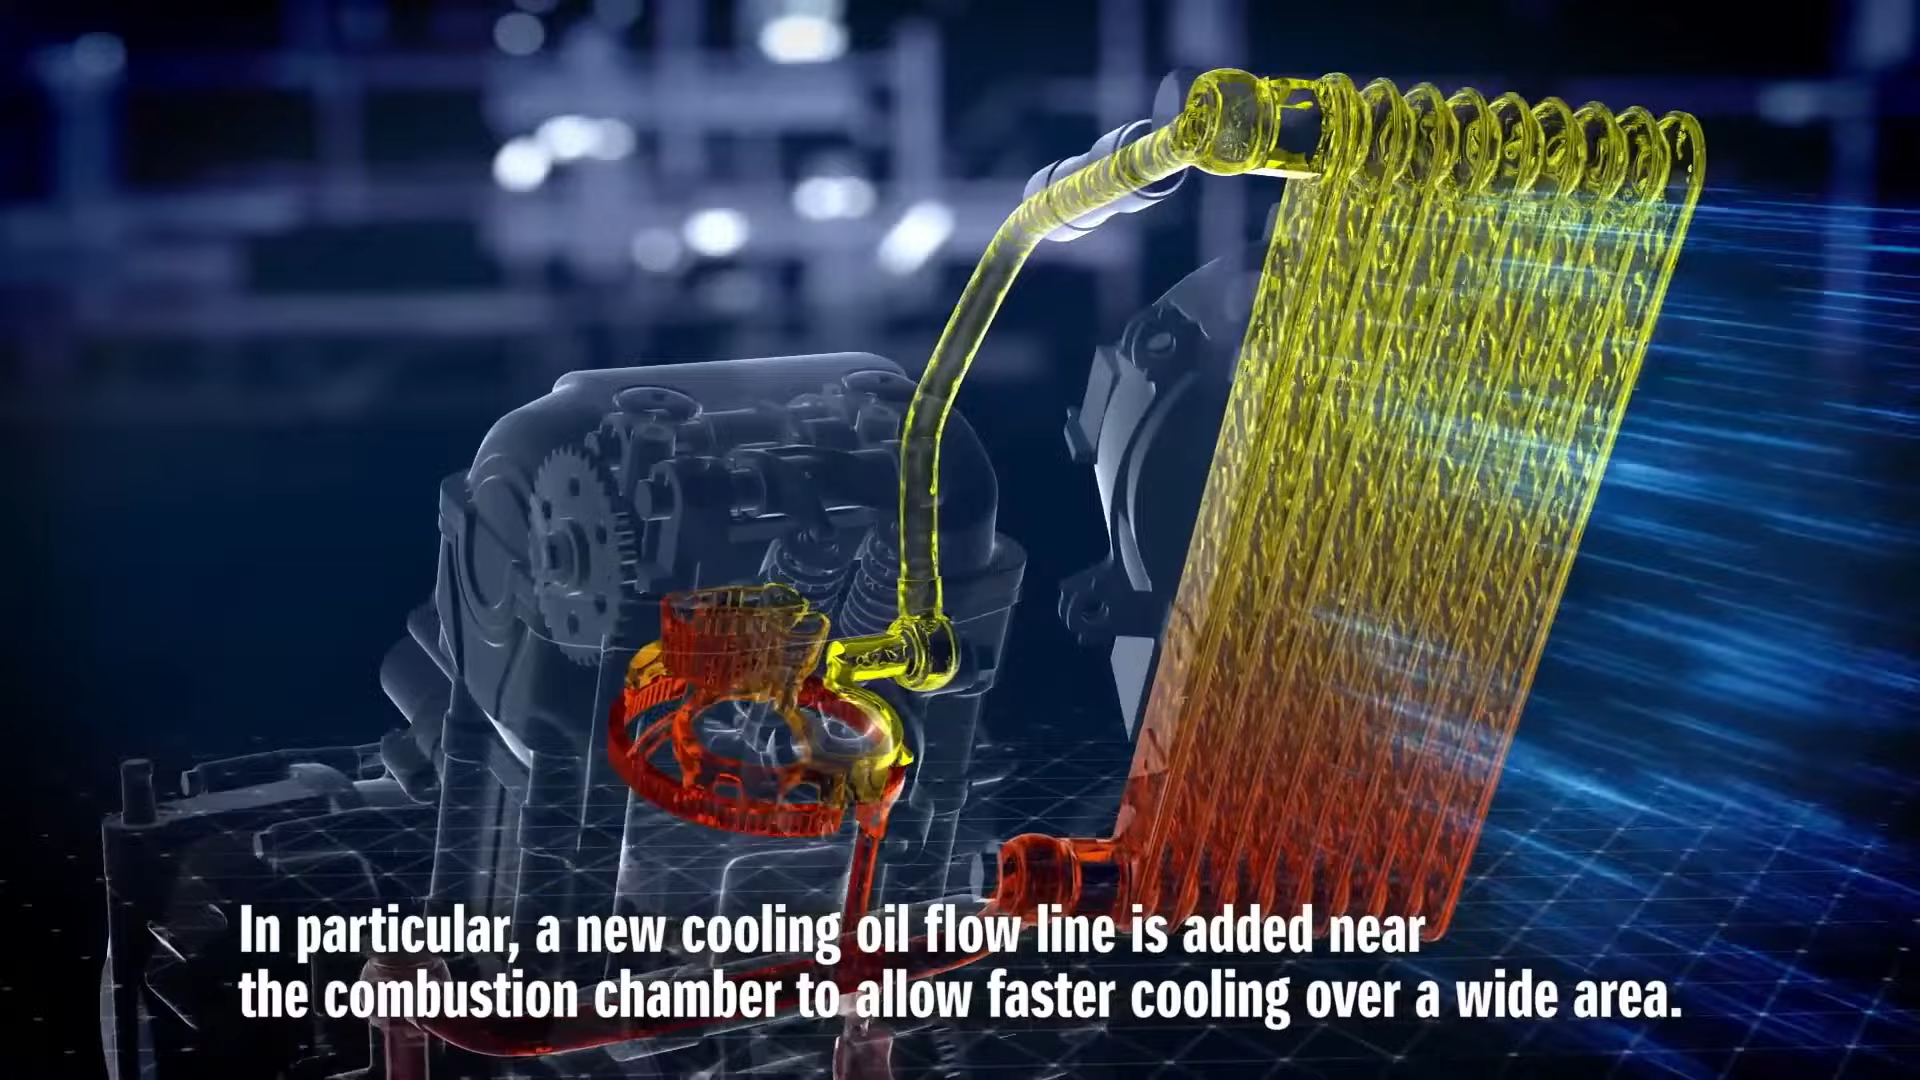 In particular, a new cooling oil flow line is added near
the combustion chamber to allow faster cooling over a wide area.